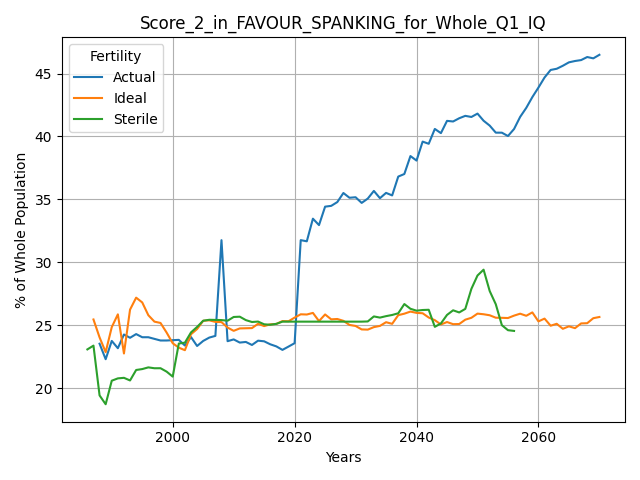 Score_2_in_FAVOUR_SPANKING_for_Whole_Q1_IQ
Fertility
Actual
Ideal
Sterile
% of Whole Population
45
40
35
30
25
20
2000
2020
2040
2060
Years